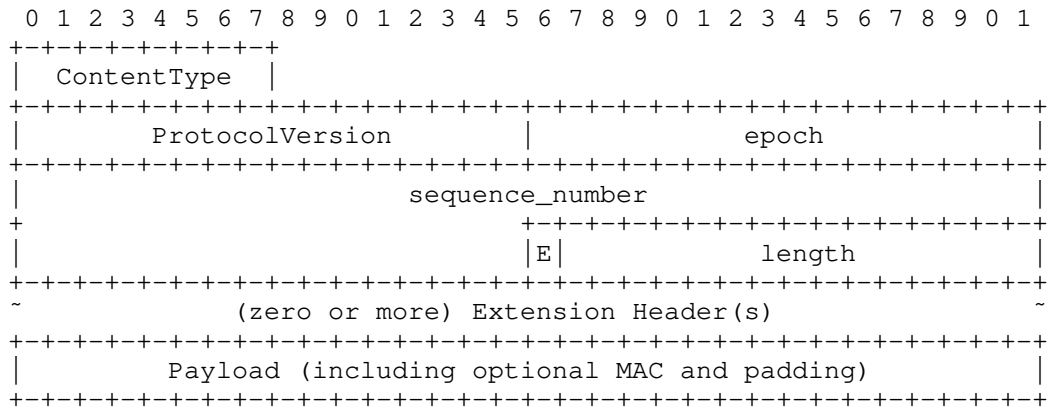 0 1 2 3 4 5 6 7 8 9 0 1 2 3 4 5 6 7 8 9 0 1 2 3 4 5 6 7 8 9 0 1
+-+-+-+-+-+-+-+-+
|  ContentType  |
+-+-+-+-+-+-+-+-+-+-+-+-+-+-+-+-+-+-+-+-+-+-+-+-+-+-+-+-+-+-+-+-+
|        ProtocolVersion        |             epoch             |
+-+-+-+-+-+-+-+-+-+-+-+-+-+-+-+-+-+-+-+-+-+-+-+-+-+-+-+-+-+-+-+-+
|                        sequence_number                        |
+                               +-+-+-+-+-+-+-+-+-+-+-+-+-+-+-+-+
|                               |E|            length           |
+-+-+-+-+-+-+-+-+-+-+-+-+-+-+-+-+-+-+-+-+-+-+-+-+-+-+-+-+-+-+-+-+
~             (zero or more) Extension Header(s)                ~
+-+-+-+-+-+-+-+-+-+-+-+-+-+-+-+-+-+-+-+-+-+-+-+-+-+-+-+-+-+-+-+-+
|         Payload (including optional MAC and padding)          |
+-+-+-+-+-+-+-+-+-+-+-+-+-+-+-+-+-+-+-+-+-+-+-+-+-+-+-+-+-+-+-+-+